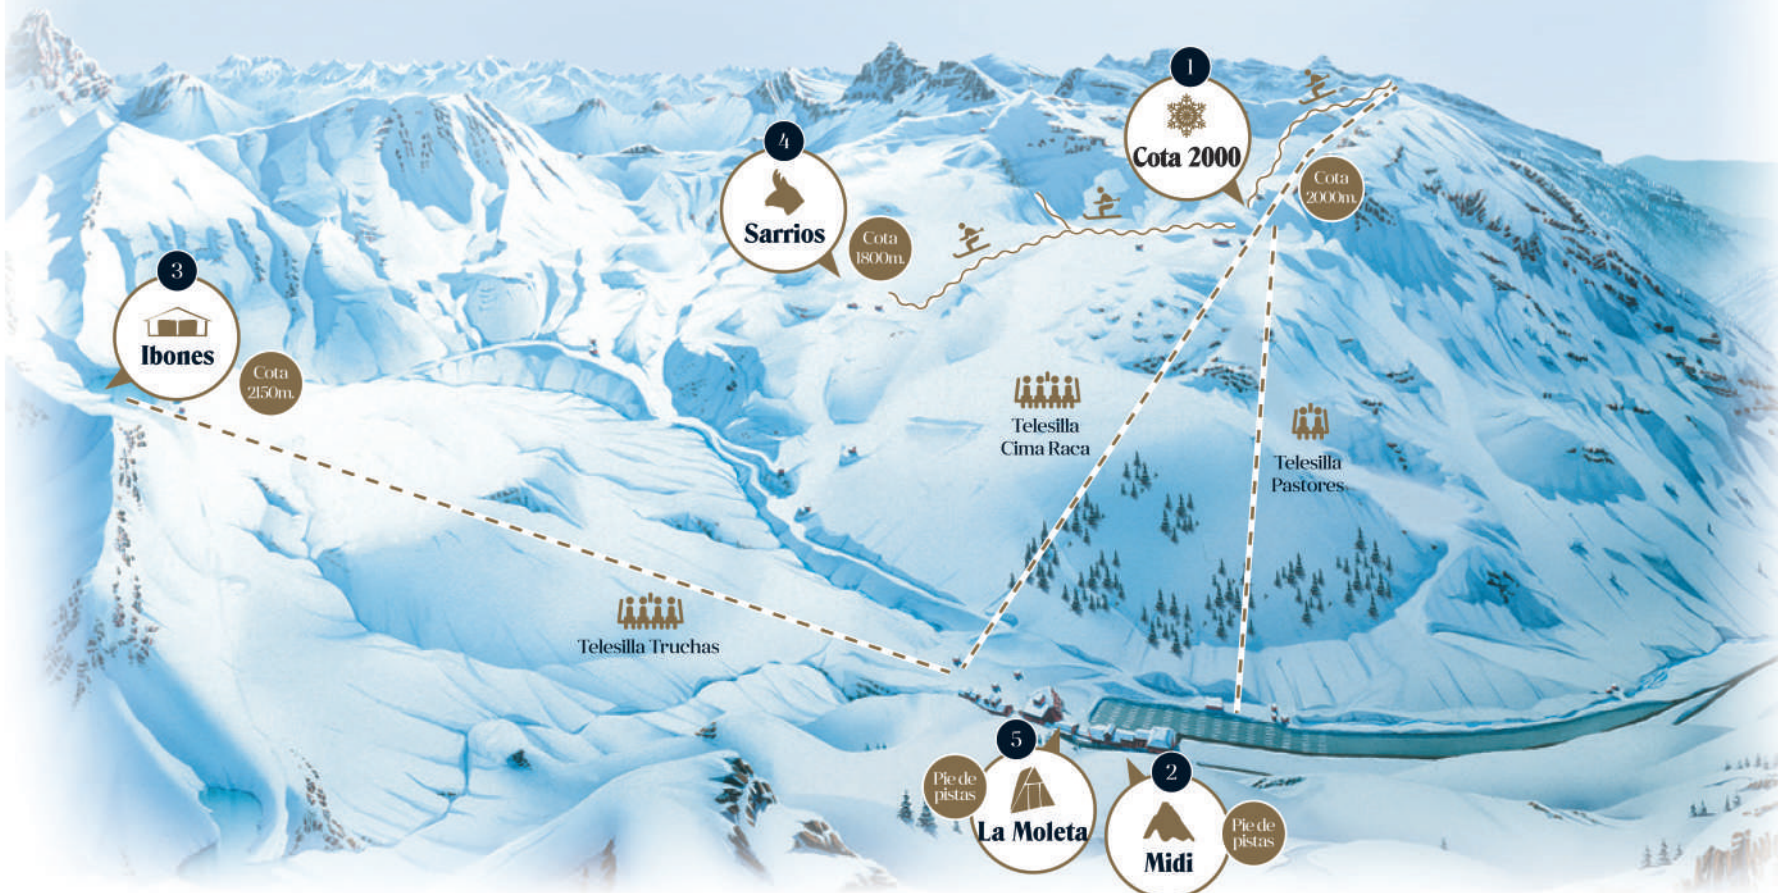 1
Cota 2000
Cota
2000m.
4
Sarrios
Cota
1800m.
3
Ibones
Cota
2150m.
Telesilla
Cima Raca
Telesilla
Pastores
Telesilla Truchas
5
La Moleta
Pie de
pistas
2
Midi
Pie de
pistas